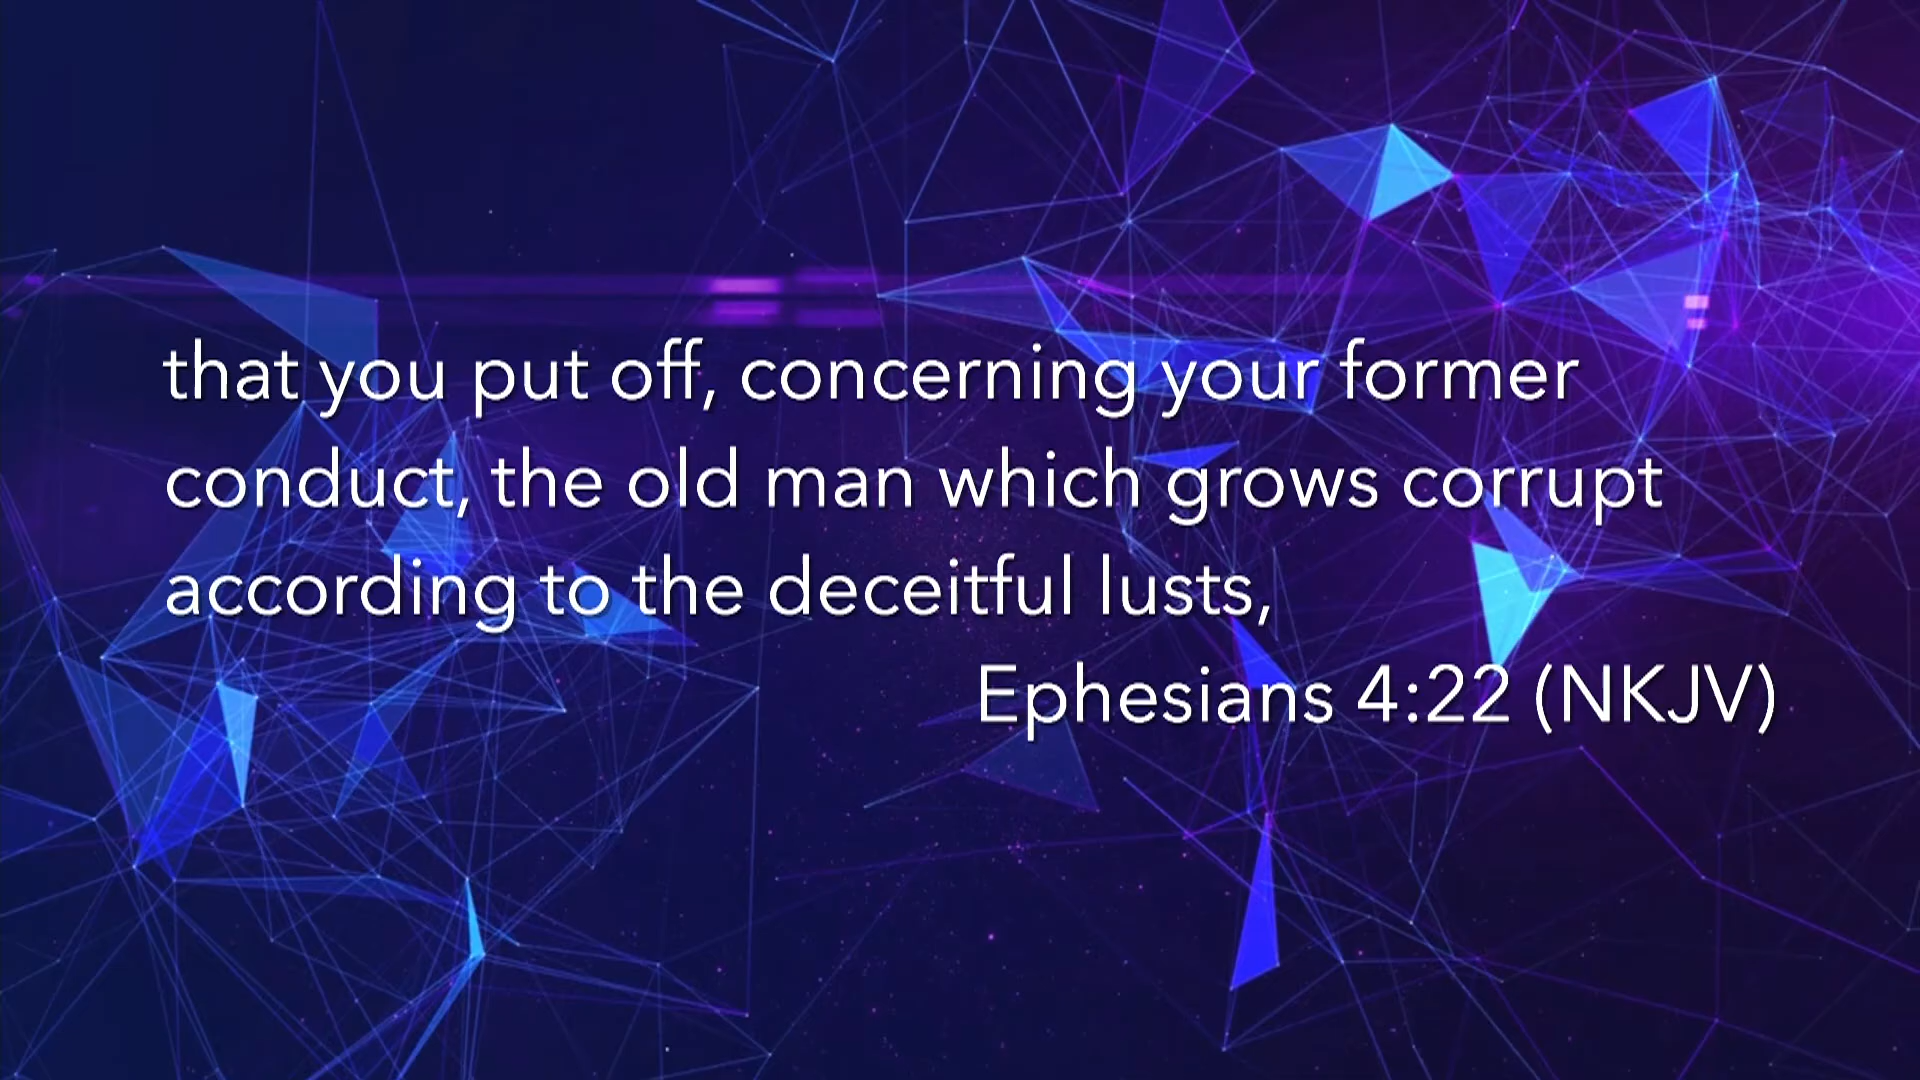 that you put off, concerning your former
conduct, the old man which grows corrupt
according to the deceitful lusts,
Ephesians 4:22 (NKJV)